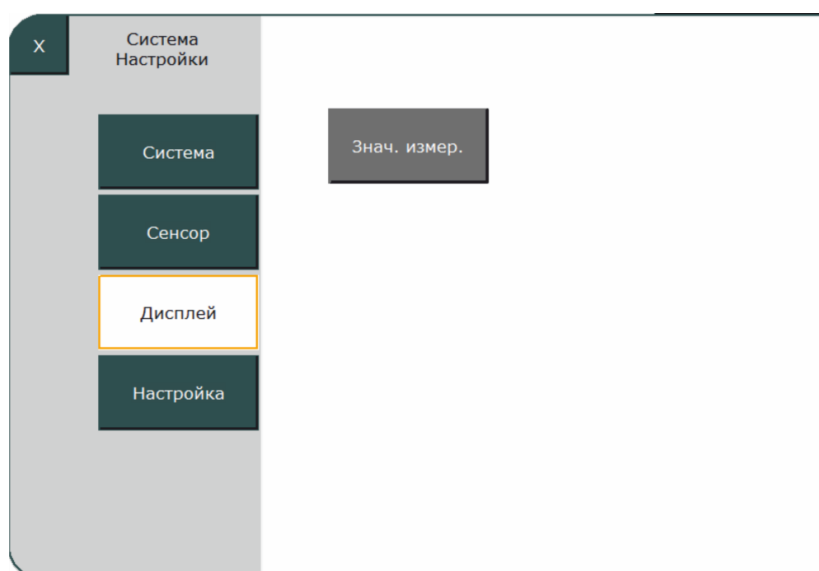 X
Система
Настройки
Система
Знач. измер.
Сенсор
Дисплей
Настройка